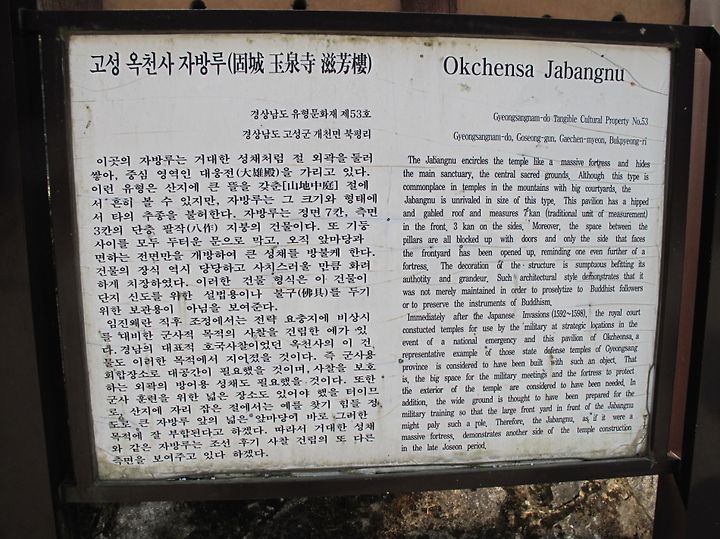 고성 옥천사 자방루(固城 玉泉寺 滋芳樓)
경상남도 유형문화재 제53호
경상남도 고성군 개천면 북평리
이곳의 자방루는 거대한 성채처럼 절 외곽을 둘러
쌓아, 중심 영역인 대웅전(大雄殿)을 가리고 있다.
이런 유형은 산지에 큰 뜰을 갖춘[山地中庭] 절에
서 흔히 볼 수 있지만, 자방루는 그 크기와 형태에
서 타의 추종을 불허한다. 자방루는 정면 7칸, 측면
3칸의 단층 팔작(八作) 지붕의 건물이다. 또 기둥
사이를 모두 두터운 문으로 막고, 오직 앞마당과
면하는 전면만을 개방하여 큰 성채를 방불케 한다.
건물의 장식 역시 당당하고 사치스러울 만큼 화려
하게 치장하였다. 이러한 건물 형식은 이 건물이
단지 신도를 위한 설법용이나 불구(佛具)를 두기
위한 보관용이 아님을 보여준다.
임진왜란 직후 조정에서는 전략 요충지에 비상시
를 대비한 군사적 목적의 사찰을 건립한 예가 있
다. 경남의 대표적 호국사찰이었던 옥천사의 이 건
물도 이러한 목적에서 지어졌을 것이다. 즉 군사용
회합장소로 대공간이 필요했을 것이며, 사찰을 보호
하는 외곽의 방어용 성채도 필요했을 것이다. 또한
군사 훈련을 위한 넓은 장소도 있어야 했을 터이므
로, 산지에 자리 잡은 절에서는 예를 찾기 힘들 정
도로 큰 자방루 앞의 넓은 앞마당이 바로 그러한
목적에 잘 부합된다고 하겠다. 따라서 거대한 성채
와 같은 자방루는 조선 후기 사찰 건립의 또 다른
측면을 보여주고 있다 하겠다.
Okchensa Jabangnu
Gyeongsangnam-do Tangible Cultural Property No.53
Gyeongsangnam-do, Goseong-gun, Gaechen-myeon, Bukpyeong-ri
The Jabangnu encircles the temple like a massive fortress and hides
the main sanctuary, the central sacred grounds. Although this type is
commonplace in temples in the mountains with big courtyards, the
Jabangnu is unrivaled in size of this type. This pavilion has a hipped
and gabled roof and measures 7 kan (traditional unit of measurement)
in the front, 3 kan on the sides. Moreover, the space between the
pillars are all blocked up with doors and only the side that faces
the frontyard has been opened up, reminding one even further of a
fortress. The decoration of the structure is sumptuous befitting its
authotity and grandeur. Such architectural style demonstrates that it
was not merely maintained in order to proselytize to Buddhist followers
or to preserve the instruments of Buddhism.
Immediately after the Japanese Invasions (1592~1598), the royal court
constructed temples for use by the military at strategic locations in the
event of a national emergency and this pavilion of Okcheonsa, a
representative example of those state defense temples of Gyeongsang
province is considered to have been built with such an object. That
is, the big space for the military meetings and the fortress to protect
the exterior of the temple are considered to have been needed. In
addition, the wide ground is thought to have been prepared for the
military training so that the large front yard in frunt of the Jabangnu
might paly such a role, Therefore, the Jabangnu, as if it were a
massive fortress, demonstrates another side of the temple construction
in the late Joseon period.